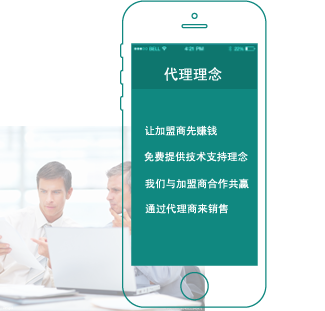 BELL 4:21 PM 22%
代理理念
让加盟商先赚钱
免费提供技术支持理念
我们与加盟商合作共赢
通过代理商来销售